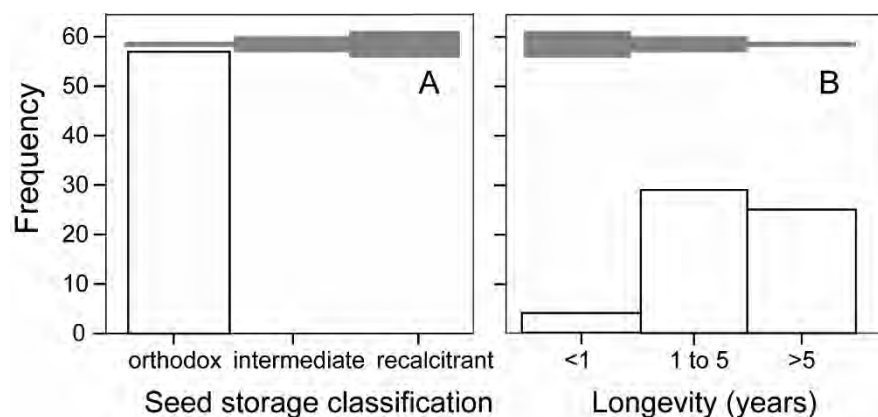 Frequency
60
50
40
30
20
10
0
A
orthodox intermediate recalcitrant
Seed storage classification
B
<1 1 to 5 >5
Longevity (years)